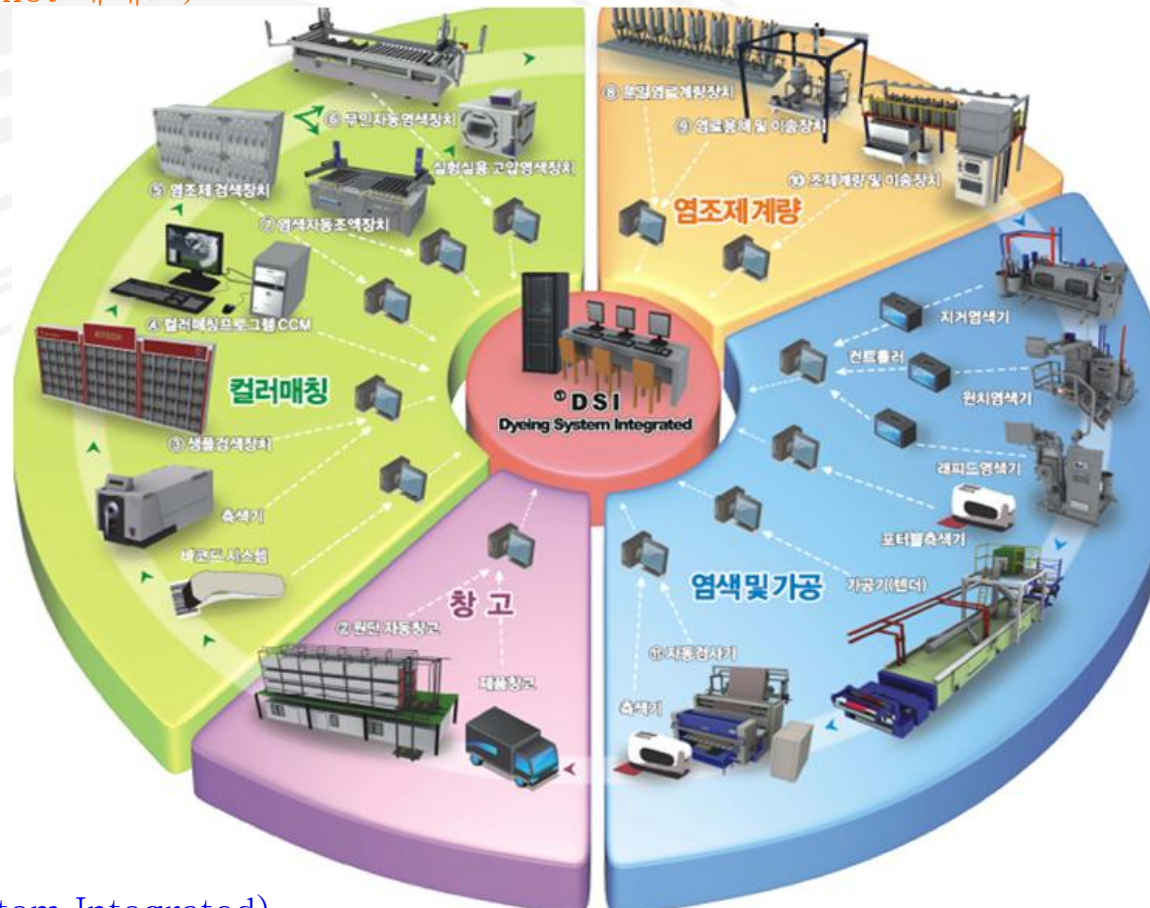 ⑧ 분말염료계량장치
⑥ 무인자동염색장치
⑨ 염료용해 및 이송장치
실험실용 고압염색장치
⑤ 염조제 검색장치
⑩ 조제계량 및 이송장치
염조제 계량
⑦ 염색자동조액장치
지거염색기
④ 컬러매칭프로그램 CCM
컨트롤러
KITECH
컬러매칭
원치염색기
DSI
Dyeing System Integrated
③ 샘플검색장치
래피드염색기
측색기
포터블측색기
바코드 시스템
염색 및 가공
가공기(텐더)
창 고
② 원단 자동창고
⑪ 자동검사기
제품창고
측색기
Integrated)